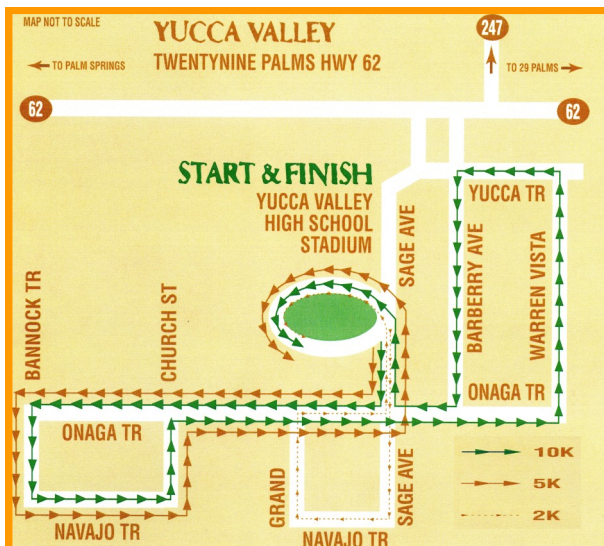 MAP NOT TO SCALE
YUCCA VALLEY
TWENTYNINE PALMS HWY 62
247
TO PALM SPRINGS
TO 29 PALMS
62
62
START & FINISH
YUCCA VALLEY
HIGH SCHOOL
STADIUM
SAGE AVE
YUCCA TR
BARBERRY AVE
WARREN VISTA
BANNOCK TR
CHURCH ST
ONAGA TR
ONAGA TR
GRAND
SAGE AVE
NAVAJO TR
NAVAJO TR
10K
5K
2K